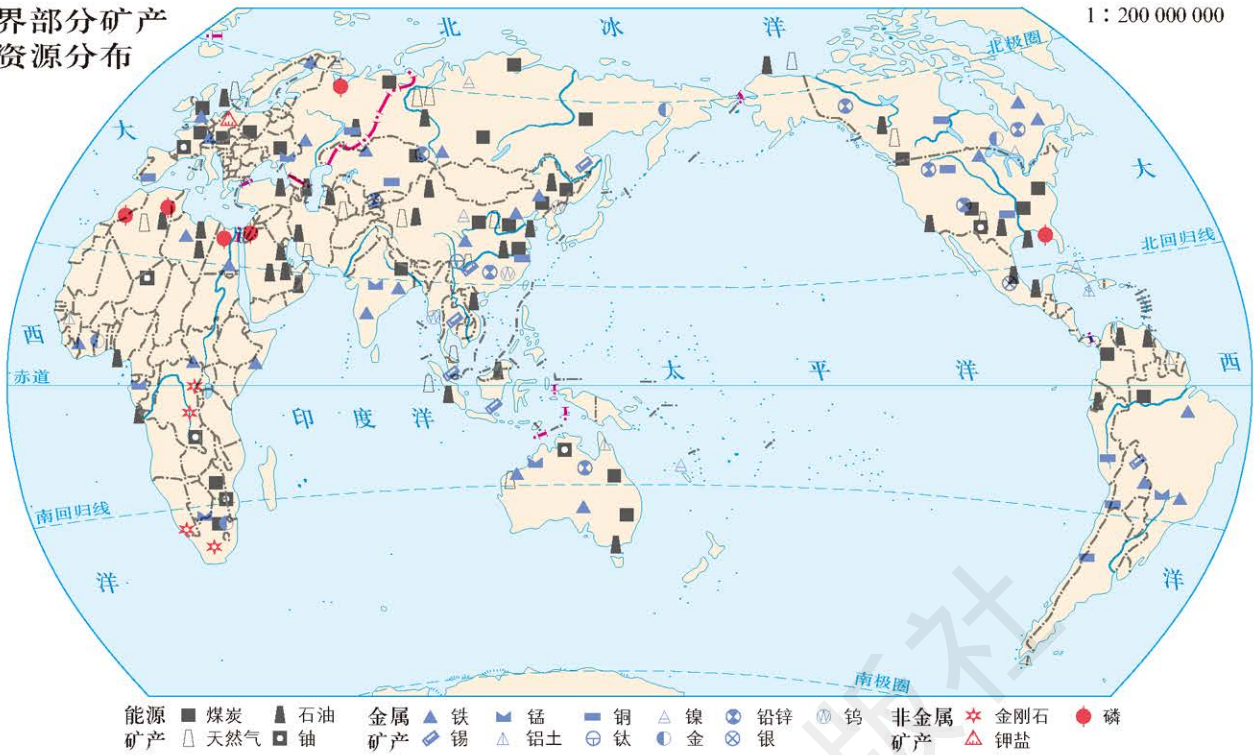 界部分矿产
资源分布
1：200 000 000
北冰洋
北极圈
大
大
北回归线
西
西
太平洋
赤道
印度洋
南回归线
洋
洋
南极圈
能源矿产 煤炭 石油 天然气 铀
金属矿产 铁 锰 铜 镍 铅锌 钨 锡 铝土 钛 金 银
非金属矿产 金刚石 磷 钾盐
版社